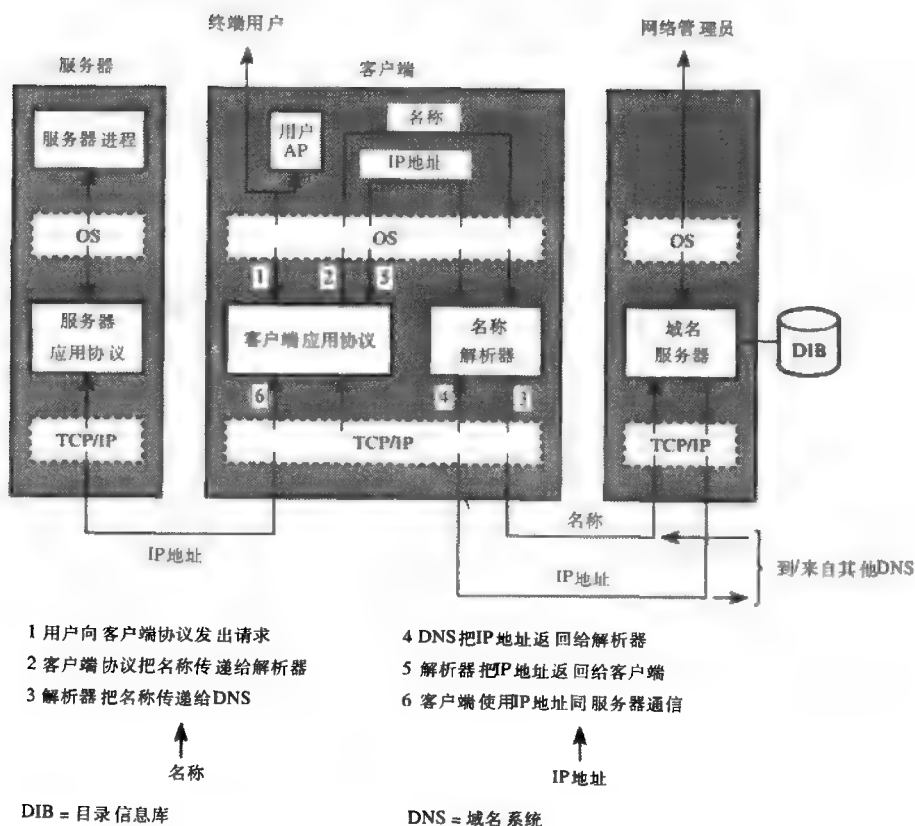 终端用户
网络管理员
服务器
客户端
服务器进程
用户
AP
名称
IP地址
OS
OS
OS
1
2
5
服务器
应用协议
客户端应用协议
名称
解析器
域名
服务器
DIB
6
4
3
TCP/IP
TCP/IP
TCP/IP
名称
IP地址
IP地址
到/来自其他DNS
1 用户向客户端协议发出请求
2 客户端协议把名称传递给解析器
3 解析器把名称传递给DNS
名称
4 DNS把IP地址返回给解析器
5 解析器把IP地址返回给客户端
6 客户端使用IP地址同服务器通信
IP地址
DIB = 目录信息库
DNS = 域名系统